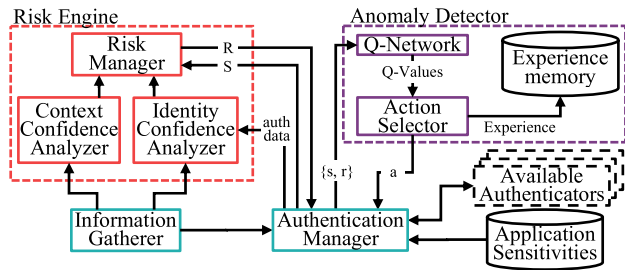 Risk Engine
Anomaly Detector
Risk
Manager
R
S
Q-Network
Q-Values
Experience
memory
Context
Confidence
Analyzer
Identity
Confidence
Analyzer
auth
data
Action
Selector
Experience
{s, r}
a
Available
Authenticators
Information
Gatherer
Authentication
Manager
Application
Sensitivities